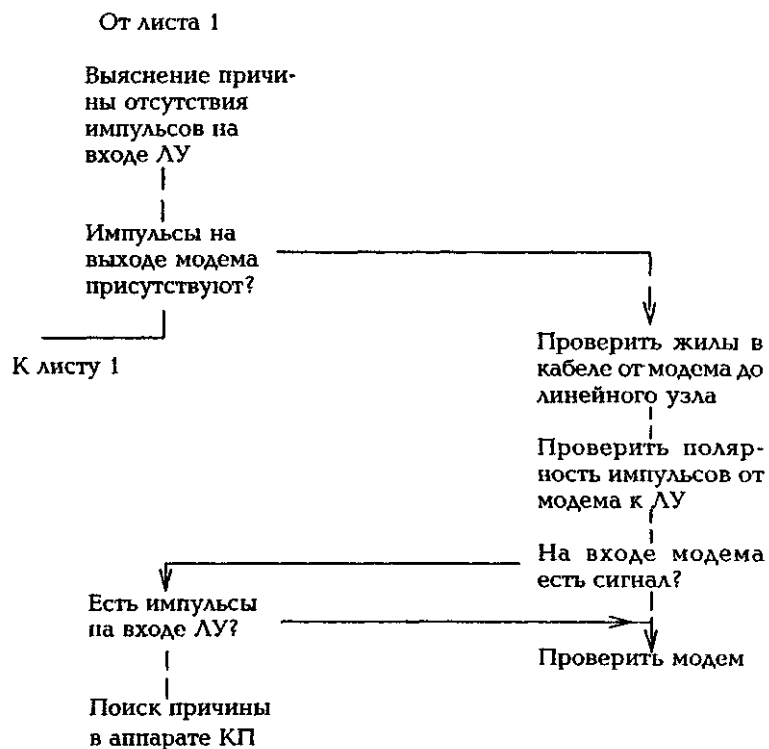 От листа 1
Выяснение причи-
ны отсутствия
импульсов на
входе ЛУ
Импульсы на
выходе модема
присутствуют?
К листу 1
Проверить жилы в
кабеле от модема до
линейного узла
Проверить поляр-
ность импульсов от
модема к ЛУ
На входе модема
есть сигнал?
Есть импульсы
на входе ЛУ?
Проверить модем
Поиск причины
в аппарате КП